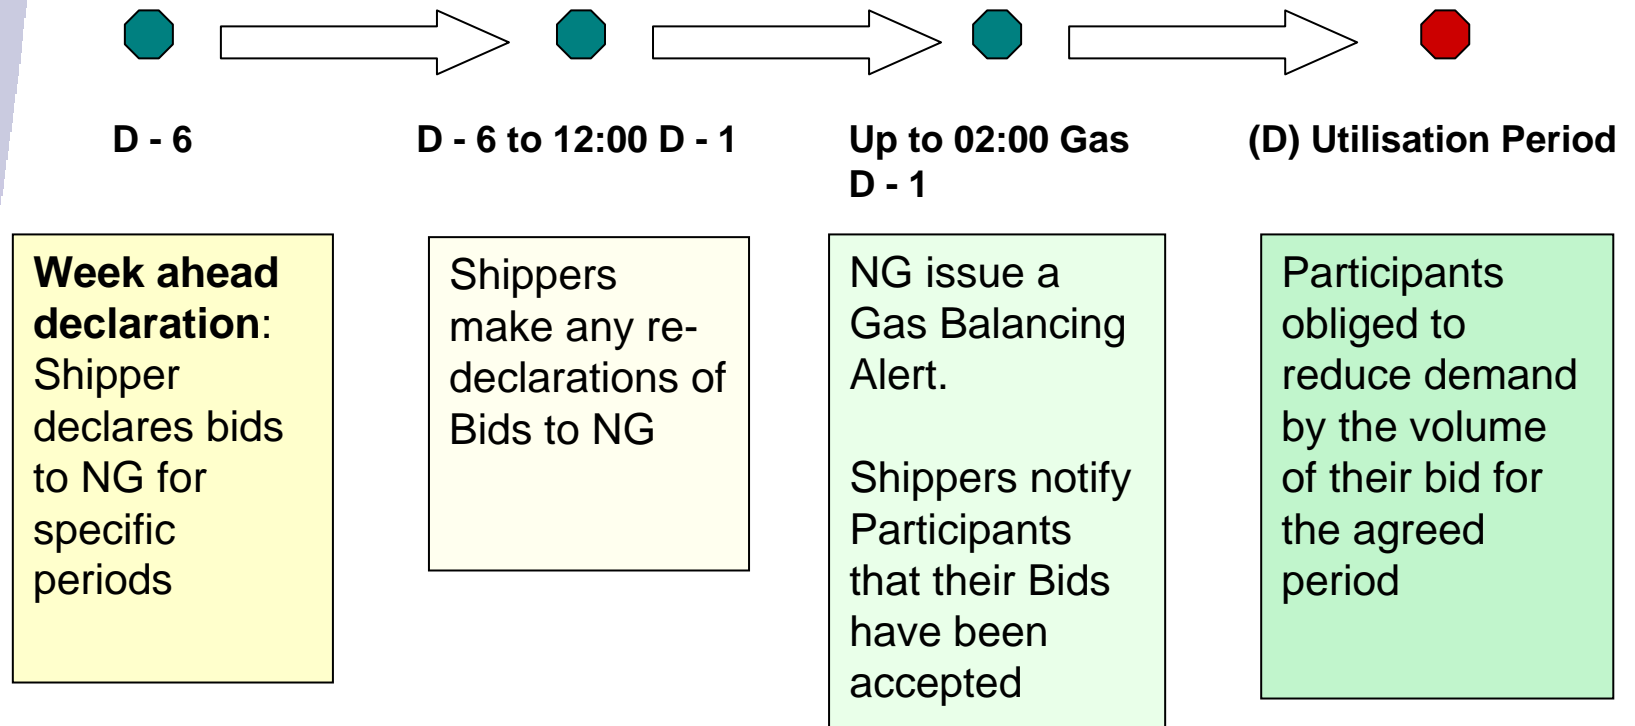 D - 6
D - 6 to 12:00 D - 1
Up to 02:00 Gas
D - 1
(D) Utilisation Period
Week ahead
declaration:
Shipper
declares bids
to NG for
specific
periods
Shippers
make any re-
declarations of
Bids to NG
NG issue a
Gas Balancing
Alert.
Shippers notify
Participants
that their Bids
have been
accepted
Participants
obliged to
reduce demand
by the volume
of their bid for
the agreed
period